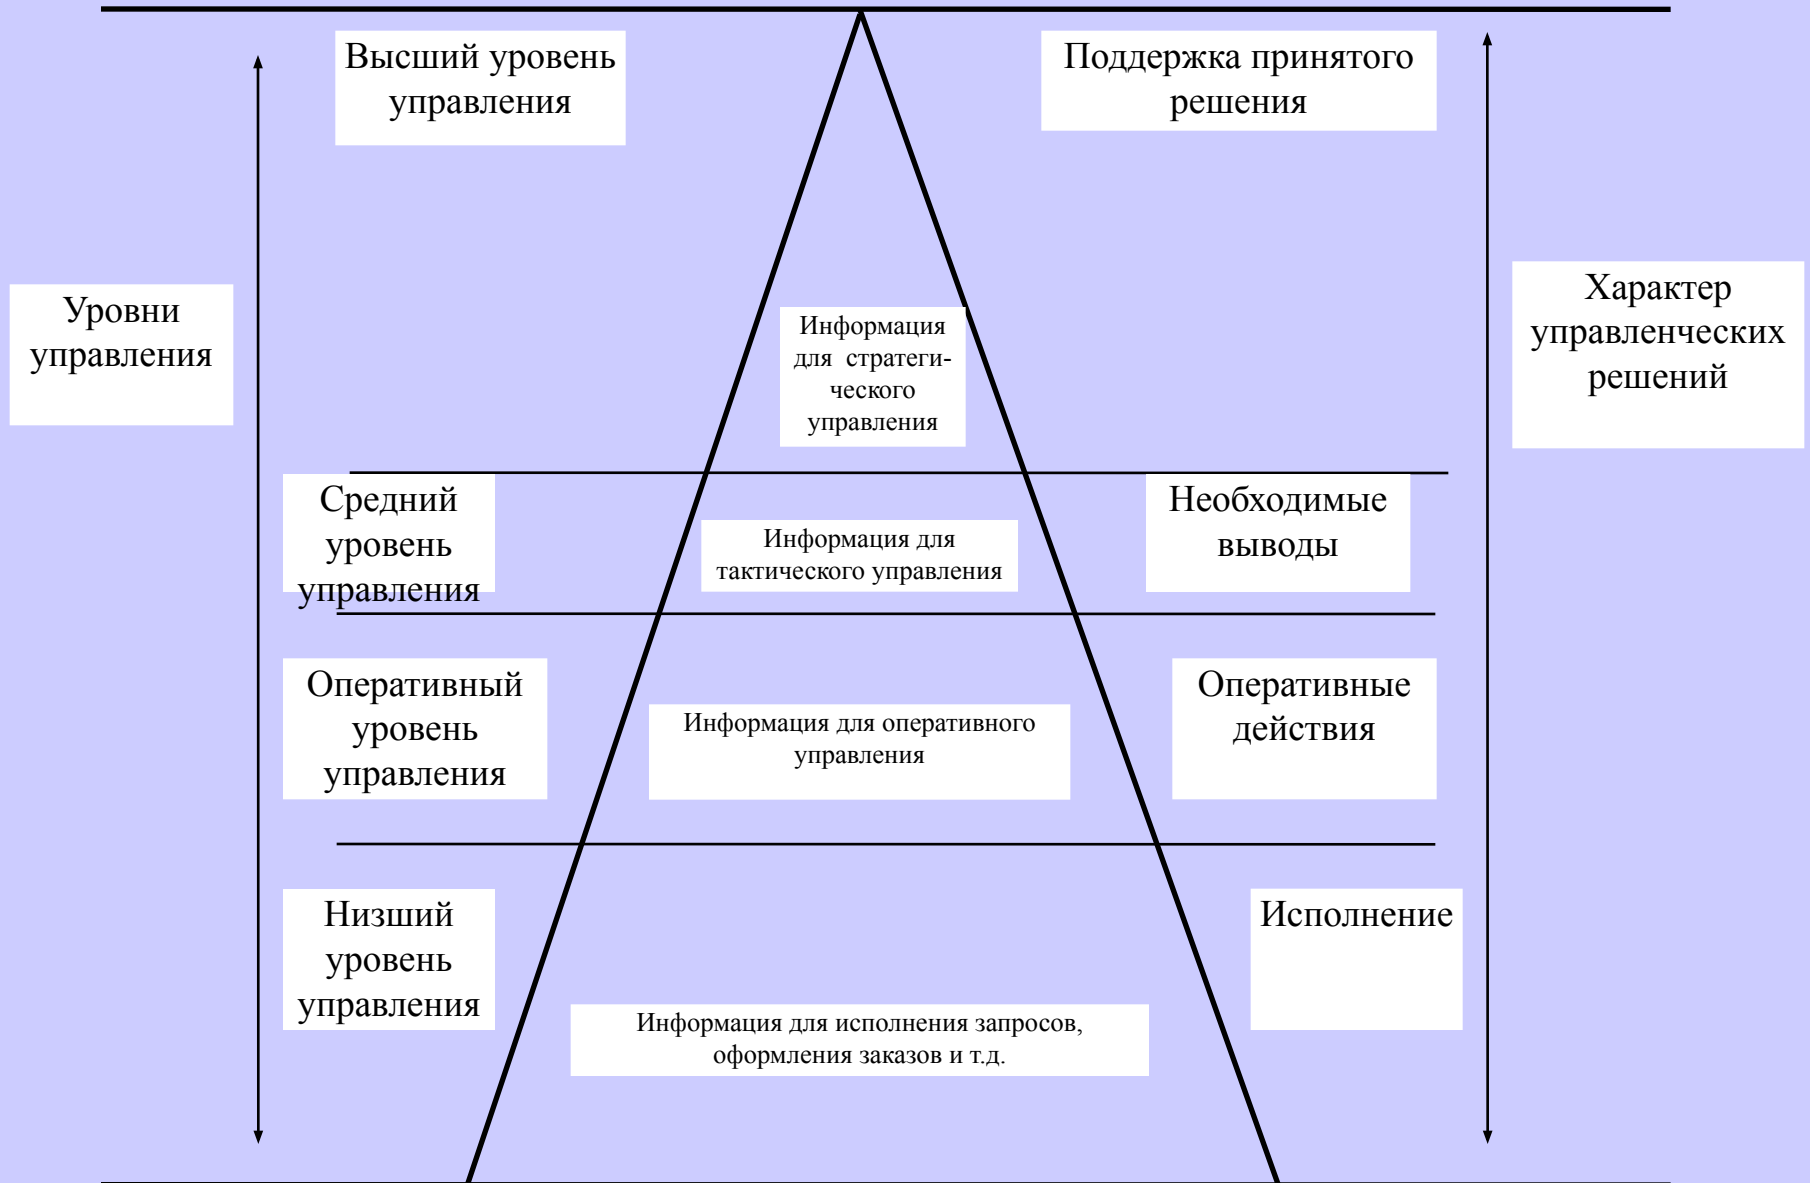 Высший уровень
управления
Поддержка принятого
решения
Уровни
управления
Информация
для стратеги-
ческого
управления
Характер
управленческих
решений
Средний
уровень
управления
Информация для
тактического управления
Необходимые
выводы
Оперативный
уровень
управления
Информация для оперативного
управления
Оперативные
действия
Низший
уровень
управления
Информация для исполнения запросов,
оформления заказов и т.д.
Исполнение